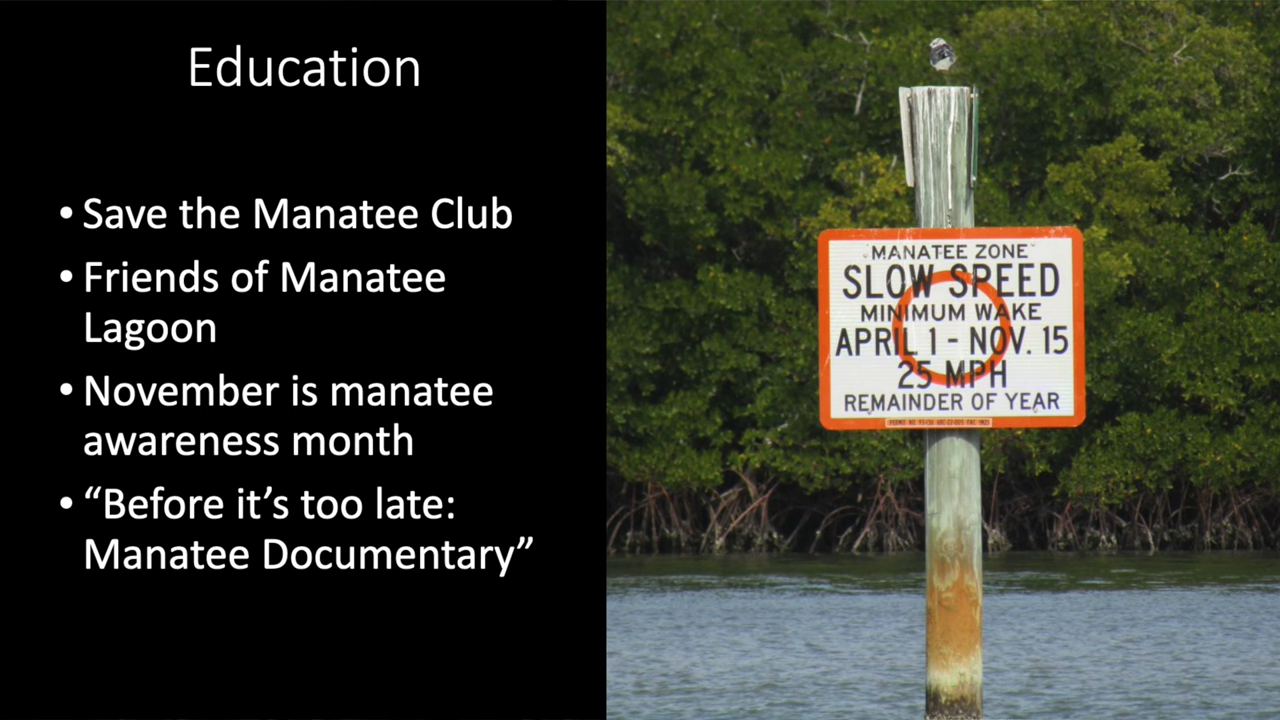 Education
• Save the Manatee Club
• Friends of Manatee
Lagoon
• November is manatee
awareness month
• “Before it’s too late:
Manatee Documentary”
MANATEE ZONE
SLOW SPEED
MINIMUM WAKE
APRIL 1 - NOV. 15
25 MPH
REMAINDER OF YEAR